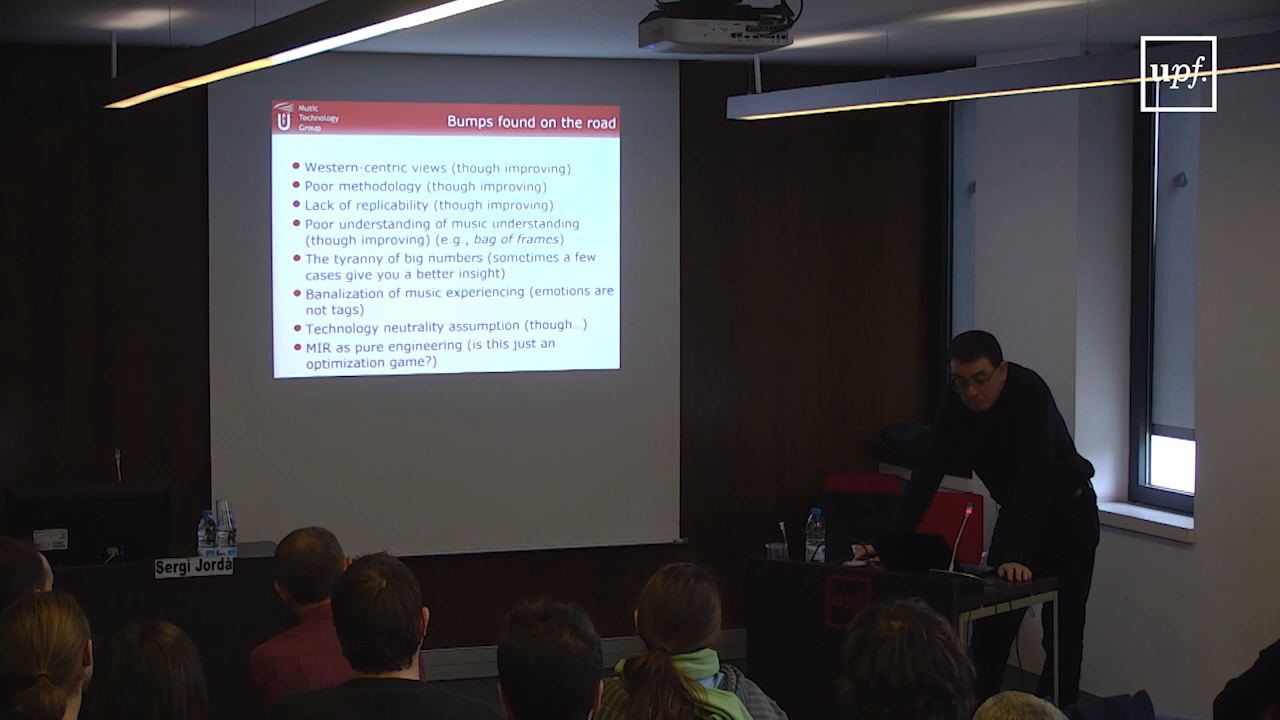 upf.
Music
Technology
Group
Bumps found on the road
Western-centric views (though improving)
Poor methodology (though improving)
Lack of replicability (though improving)
Poor understanding of music understanding
(though improving) (e.g., bag of frames)
The tyranny of big numbers (sometimes a few
cases give you a better insight)
Banalization of music experiencing (emotions are
not tags)
Technology neutrality assumption (though...)
MIR as pure engineering (is this just an
optimization game?)
Sergi Jordà
upf.